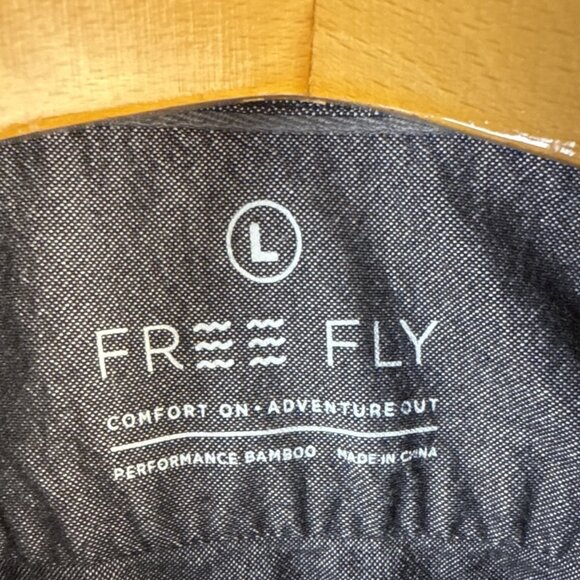 L
FREE FLY
COMFORT ON • ADVENTURE OUT
PERFORMANCE BAMBOO MADE IN CHINA